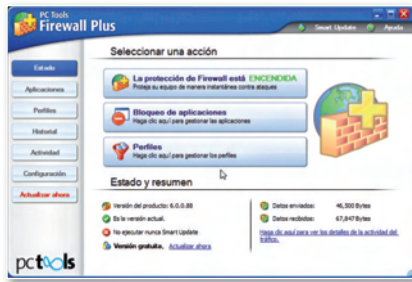 PC Tools
Firewall Plus
Smart Update
Ayuda
Estado
Aplicaciones
Perfiles
Historial
Actividad
Configuración
Actualizar ahora
pctools
Seleccionar una acción
La protección de Firewall está ENCENDIDA
Proteja su equipo de manera instantánea contra ataques
Bloqueo de aplicaciones
Haga clic aquí para gestionar las aplicaciones
Perfiles
Haga clic aquí para gestionar los perfiles
Estado y resumen
Versión del producto: 6.0.0.88
Es la versión actual.
No ejecutar nunca Smart Update
Versión gratuita. Actualizar ahora
Datos enviados: 46,500 Bytes
Datos recibidos: 67,847 Bytes
Haga clic aquí para ver los detalles de la actividad del
tráfico.